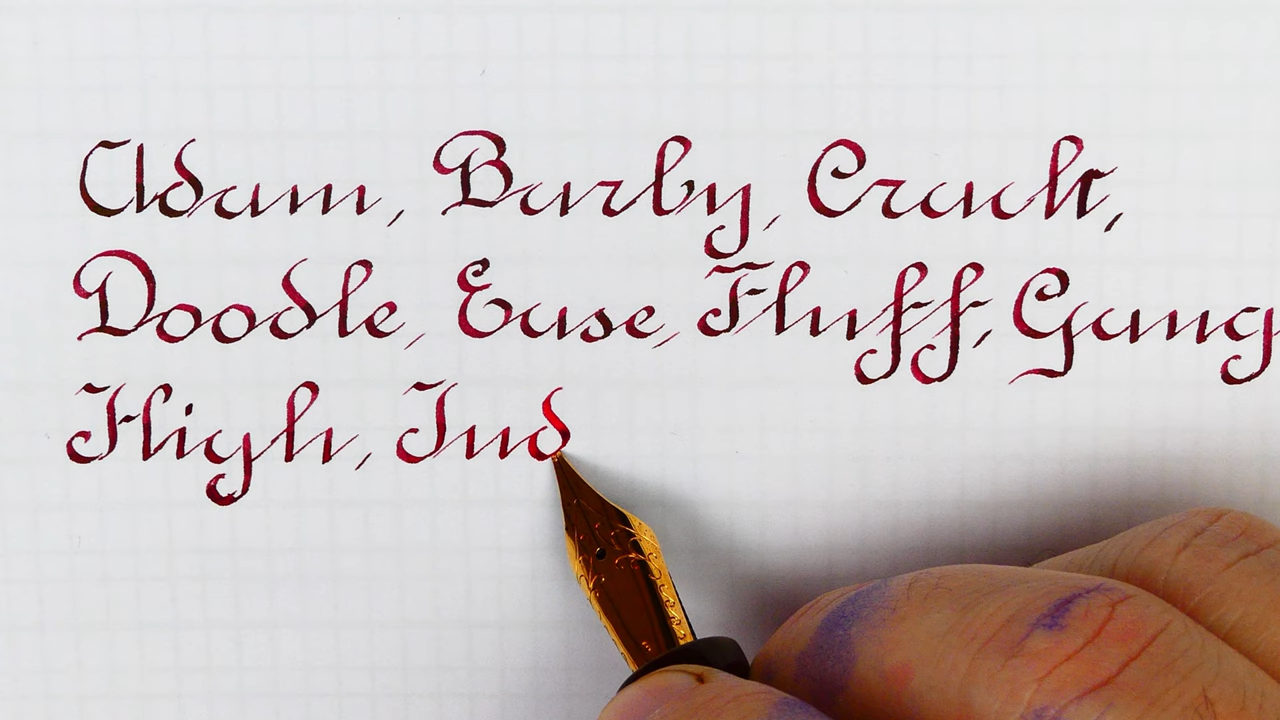 Adam, Barby, Crack,
Doodle, Ease, Fluff, Gang
High, Ind